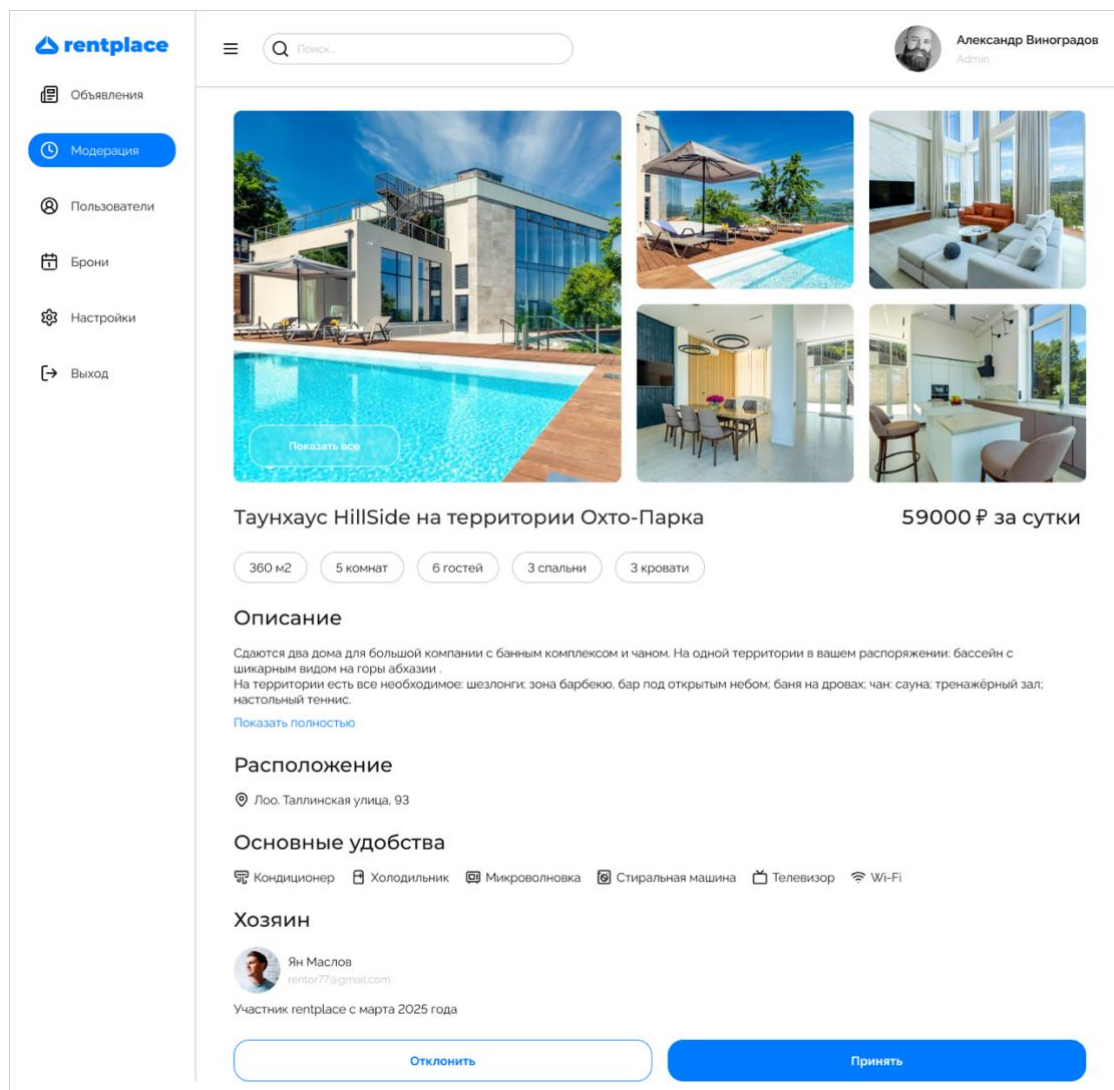 rentplace
Поиск...
Александр Виноградов
Admin
Объявления
Модерация
Пользователи
Брони
Настройки
Выход
Показать все
Таунхаус HillSide на территории Охто-Парка
59000 ₽ за сутки
360 м2
5 комнат
6 гостей
3 спальни
3 кровати
Описание
Сдаются два дома для большой компании с банным комплексом и чаном. На одной территории в вашем распоряжении: бассейн с
шикарным видом на горы абхазии .
На территории есть все необходимое: шезлонги; зона барбекю, бар под открытым небом; баня на дровах; чан; сауна; тренажёрный зал;
настольный теннис.
Показать полностью
Расположение
Лоо. Таллинская улица, 93
Основные удобства
Кондиционер
Холодильник
Микроволновка
Стиральная машина
Телевизор
Wi-Fi
Хозяин
Ян Маслов
rentor77@gmail.com
Участник rentplace с марта 2025 года
Отклонить
Принять